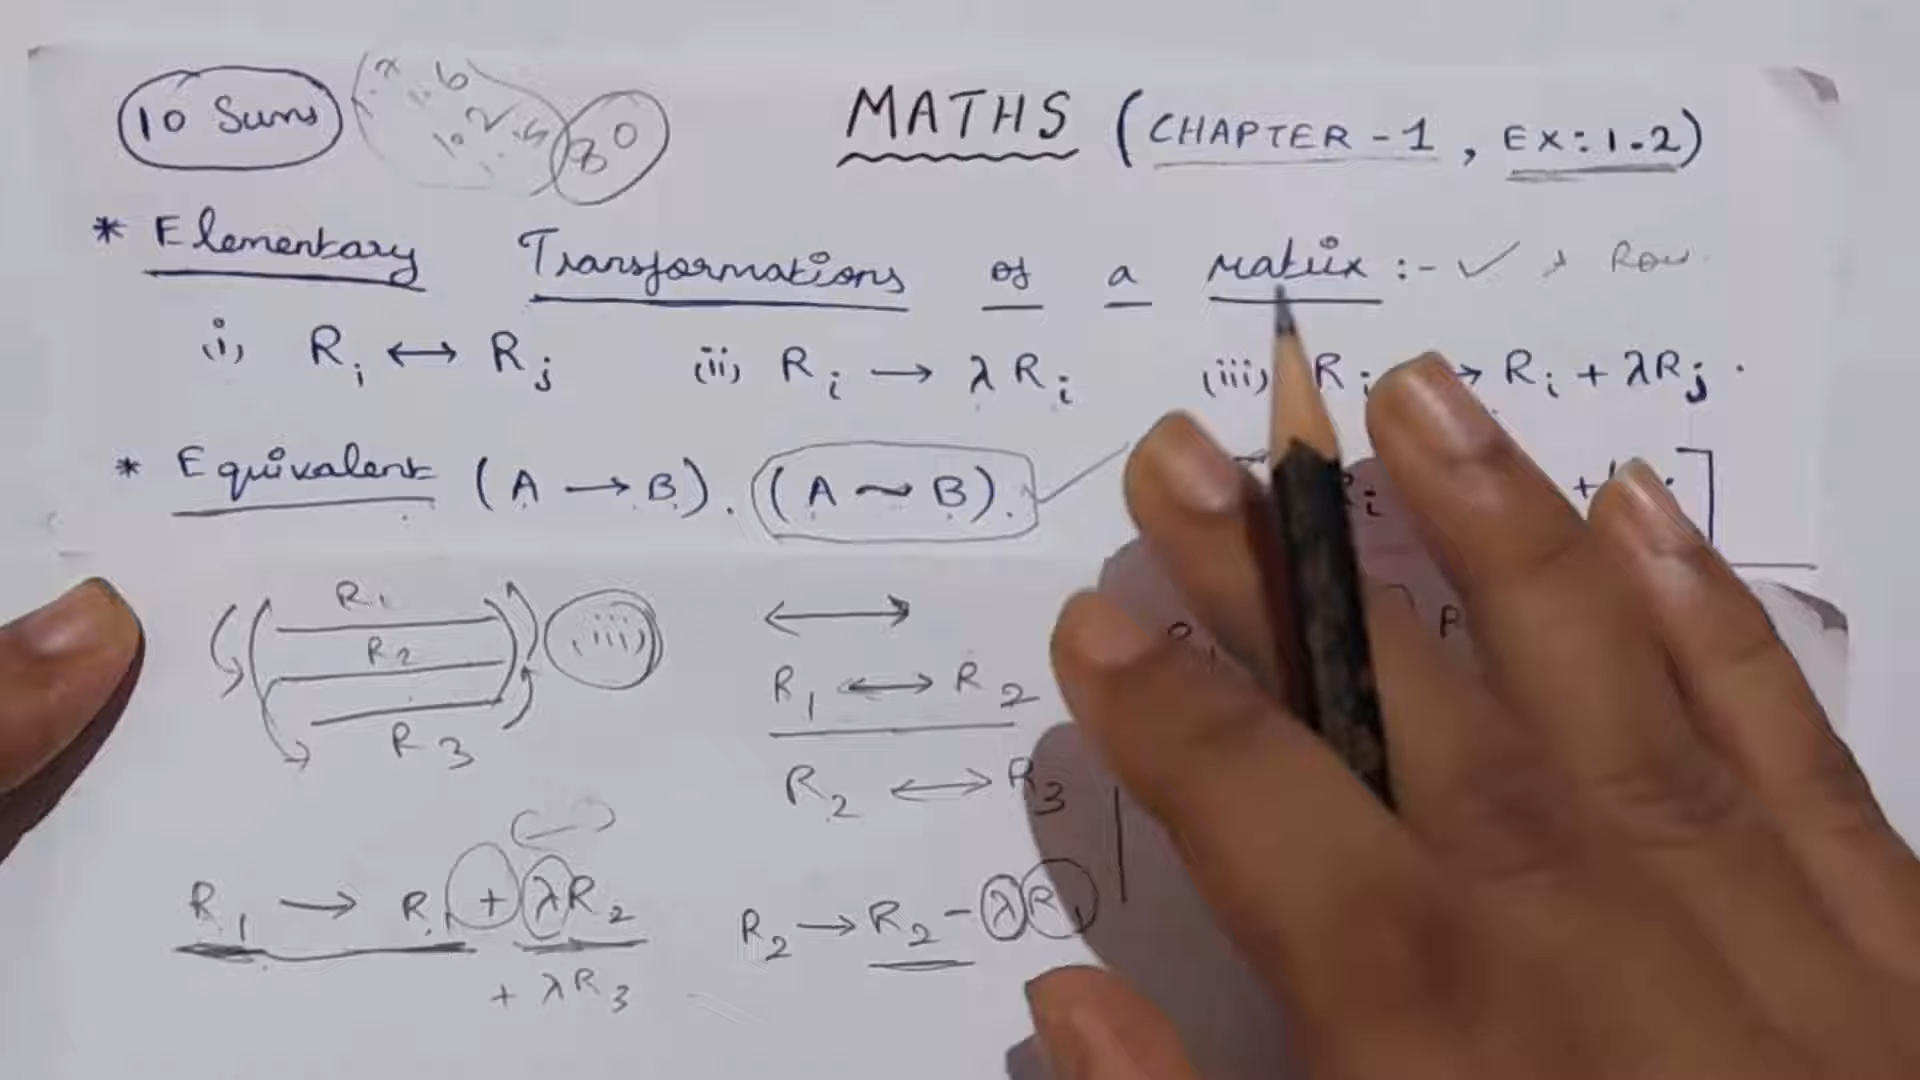 10 Sums
30
MATHS (CHAPTER-1, EX:1.2)
* Elementary Transformations of a Matrix :- ✓ Row
(i) Ri ↔ Rj (ii) Ri → λRi (iii) Ri → Ri + λRj .
* Equivalent (A → B). (A ~ B).
R1
R2
R3
(iii)
R1 ↔ R2
R2 ↔ R3
R1 → R1 + λR2
+ λR3
R2 → R2 - λR1